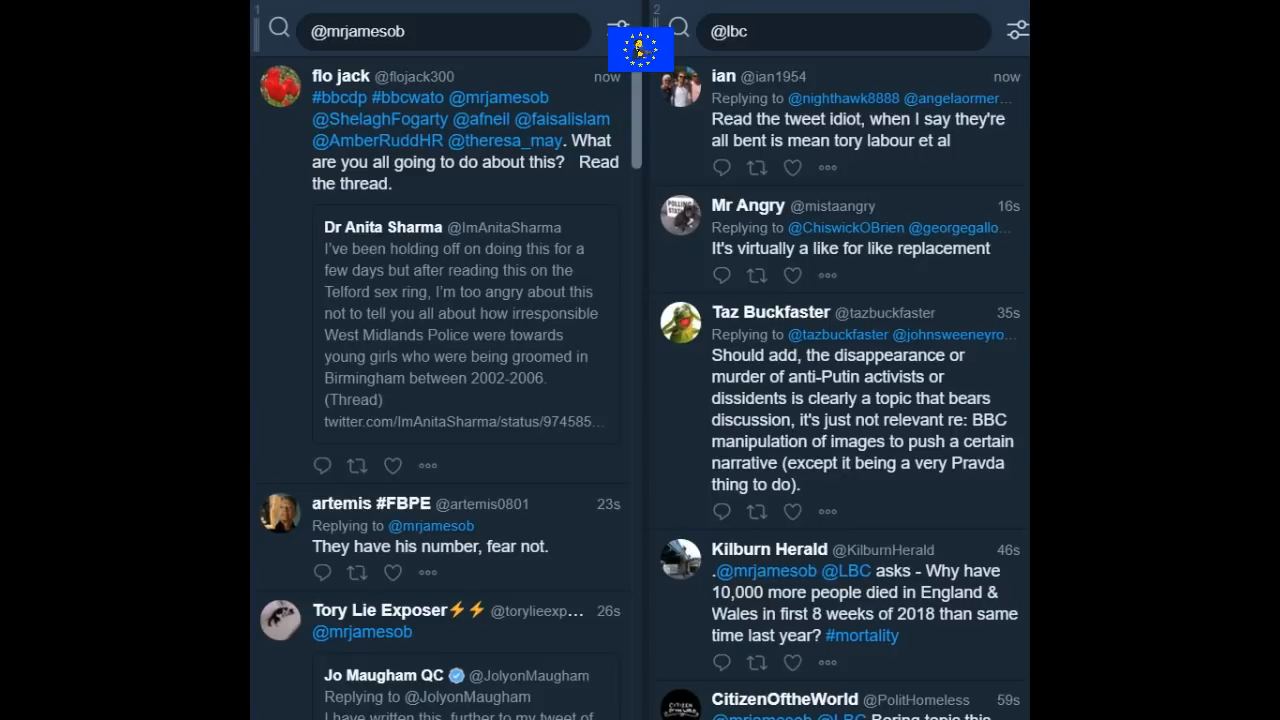 1
@mrjamesob
flo jack @flojack300 now
#bbcdp #bbcwato @mrjamesob
@ShelaghFogarty @afneil @faisalislam
@AmberRuddHR @theresa_may. What
are you all going to do about this? Read
the thread.
Dr Anita Sharma @ImAnitaSharma
I've been holding off on doing this for a
few days but after reading this on the
Telford sex ring, I'm too angry about this
not to tell you all about how irresponsible
West Midlands Police were towards
young girls who were being groomed in
Birmingham between 2002-2006.
(Thread)
twitter.com/ImAnitaSharma/status/974585...
artemis #FBPE @artemis0801 23s
Replying to @mrjamesob
They have his number, fear not.
Tory Lie Exposer⚡⚡ @torylieexp... 26s
@mrjamesob
Jo Maugham QC @JolyonMaugham
Replying to @JolyonMaugham
I have written this, further to my tweet of
2
@lbc
ian @ian1954 now
Replying to @nighthawk8888 @angelaormer...
Read the tweet idiot, when I say they're
all bent is mean tory labour et al
Mr Angry @mistaangry 16s
Replying to @ChiswickOBrien @georgegallo...
It's virtually a like for like replacement
Taz Buckfaster @tazbuckfaster 35s
Replying to @tazbuckfaster @johnsweeneyro...
Should add, the disappearance or
murder of anti-Putin activists or
dissidents is clearly a topic that bears
discussion, it's just not relevant re: BBC
manipulation of images to push a certain
narrative (except it being a very Pravda
thing to do).
Kilburn Herald @KilburnHerald 46s
.@mrjamesob @LBC asks - Why have
10,000 more people died in England &
Wales in first 8 weeks of 2018 than same
time last year? #mortality
CitizenOftheWorld @PolitHomeless 59s
@mrjamesob @LBC Boring topic this